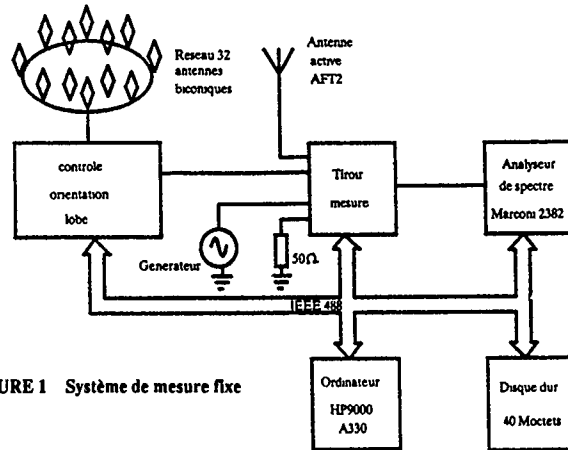 Reseau 32
antennes
biconiques
Antenne
active
AFT2
controle
orientation
lobe
Tiroir
mesure
Analyseur
de spectre
Marconi 2382
Generateur
50Ω
IEEE 488
URE 1 Système de mesure fixe
Ordinateur
HP9000
A330
Disque dur
40 Moctets